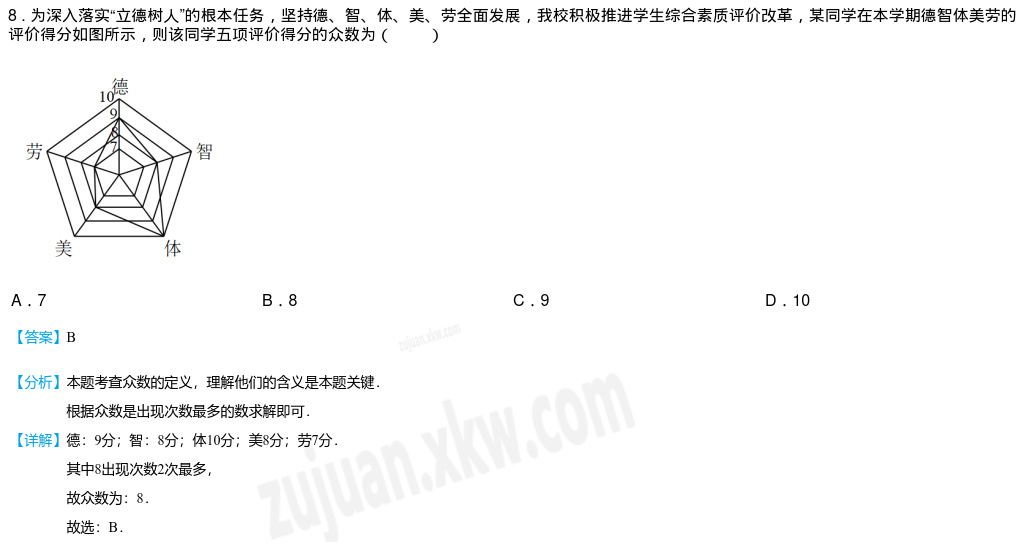 8．为深入落实“立德树人”的根本任务，坚持德、智、体、美、劳全面发展，我校积极推进学生综合素质评价改革，某同学在本学期德智体美劳的
评价得分如图所示，则该同学五项评价得分的众数为（　　）
德
10
9
8
7
劳
智
美
体
A．7
B．8
C．9
D．10
【答案】B
【分析】本题考查众数的定义，理解他们的含义是本题关键．
根据众数是出现次数最多的数求解即可．
【详解】德：9分；智：8分；体10分；美8分；劳7分．
其中8出现次数2次最多，
故众数为：8．
故选：B．
zujuan.xkw.com
zujuan.xkw.com